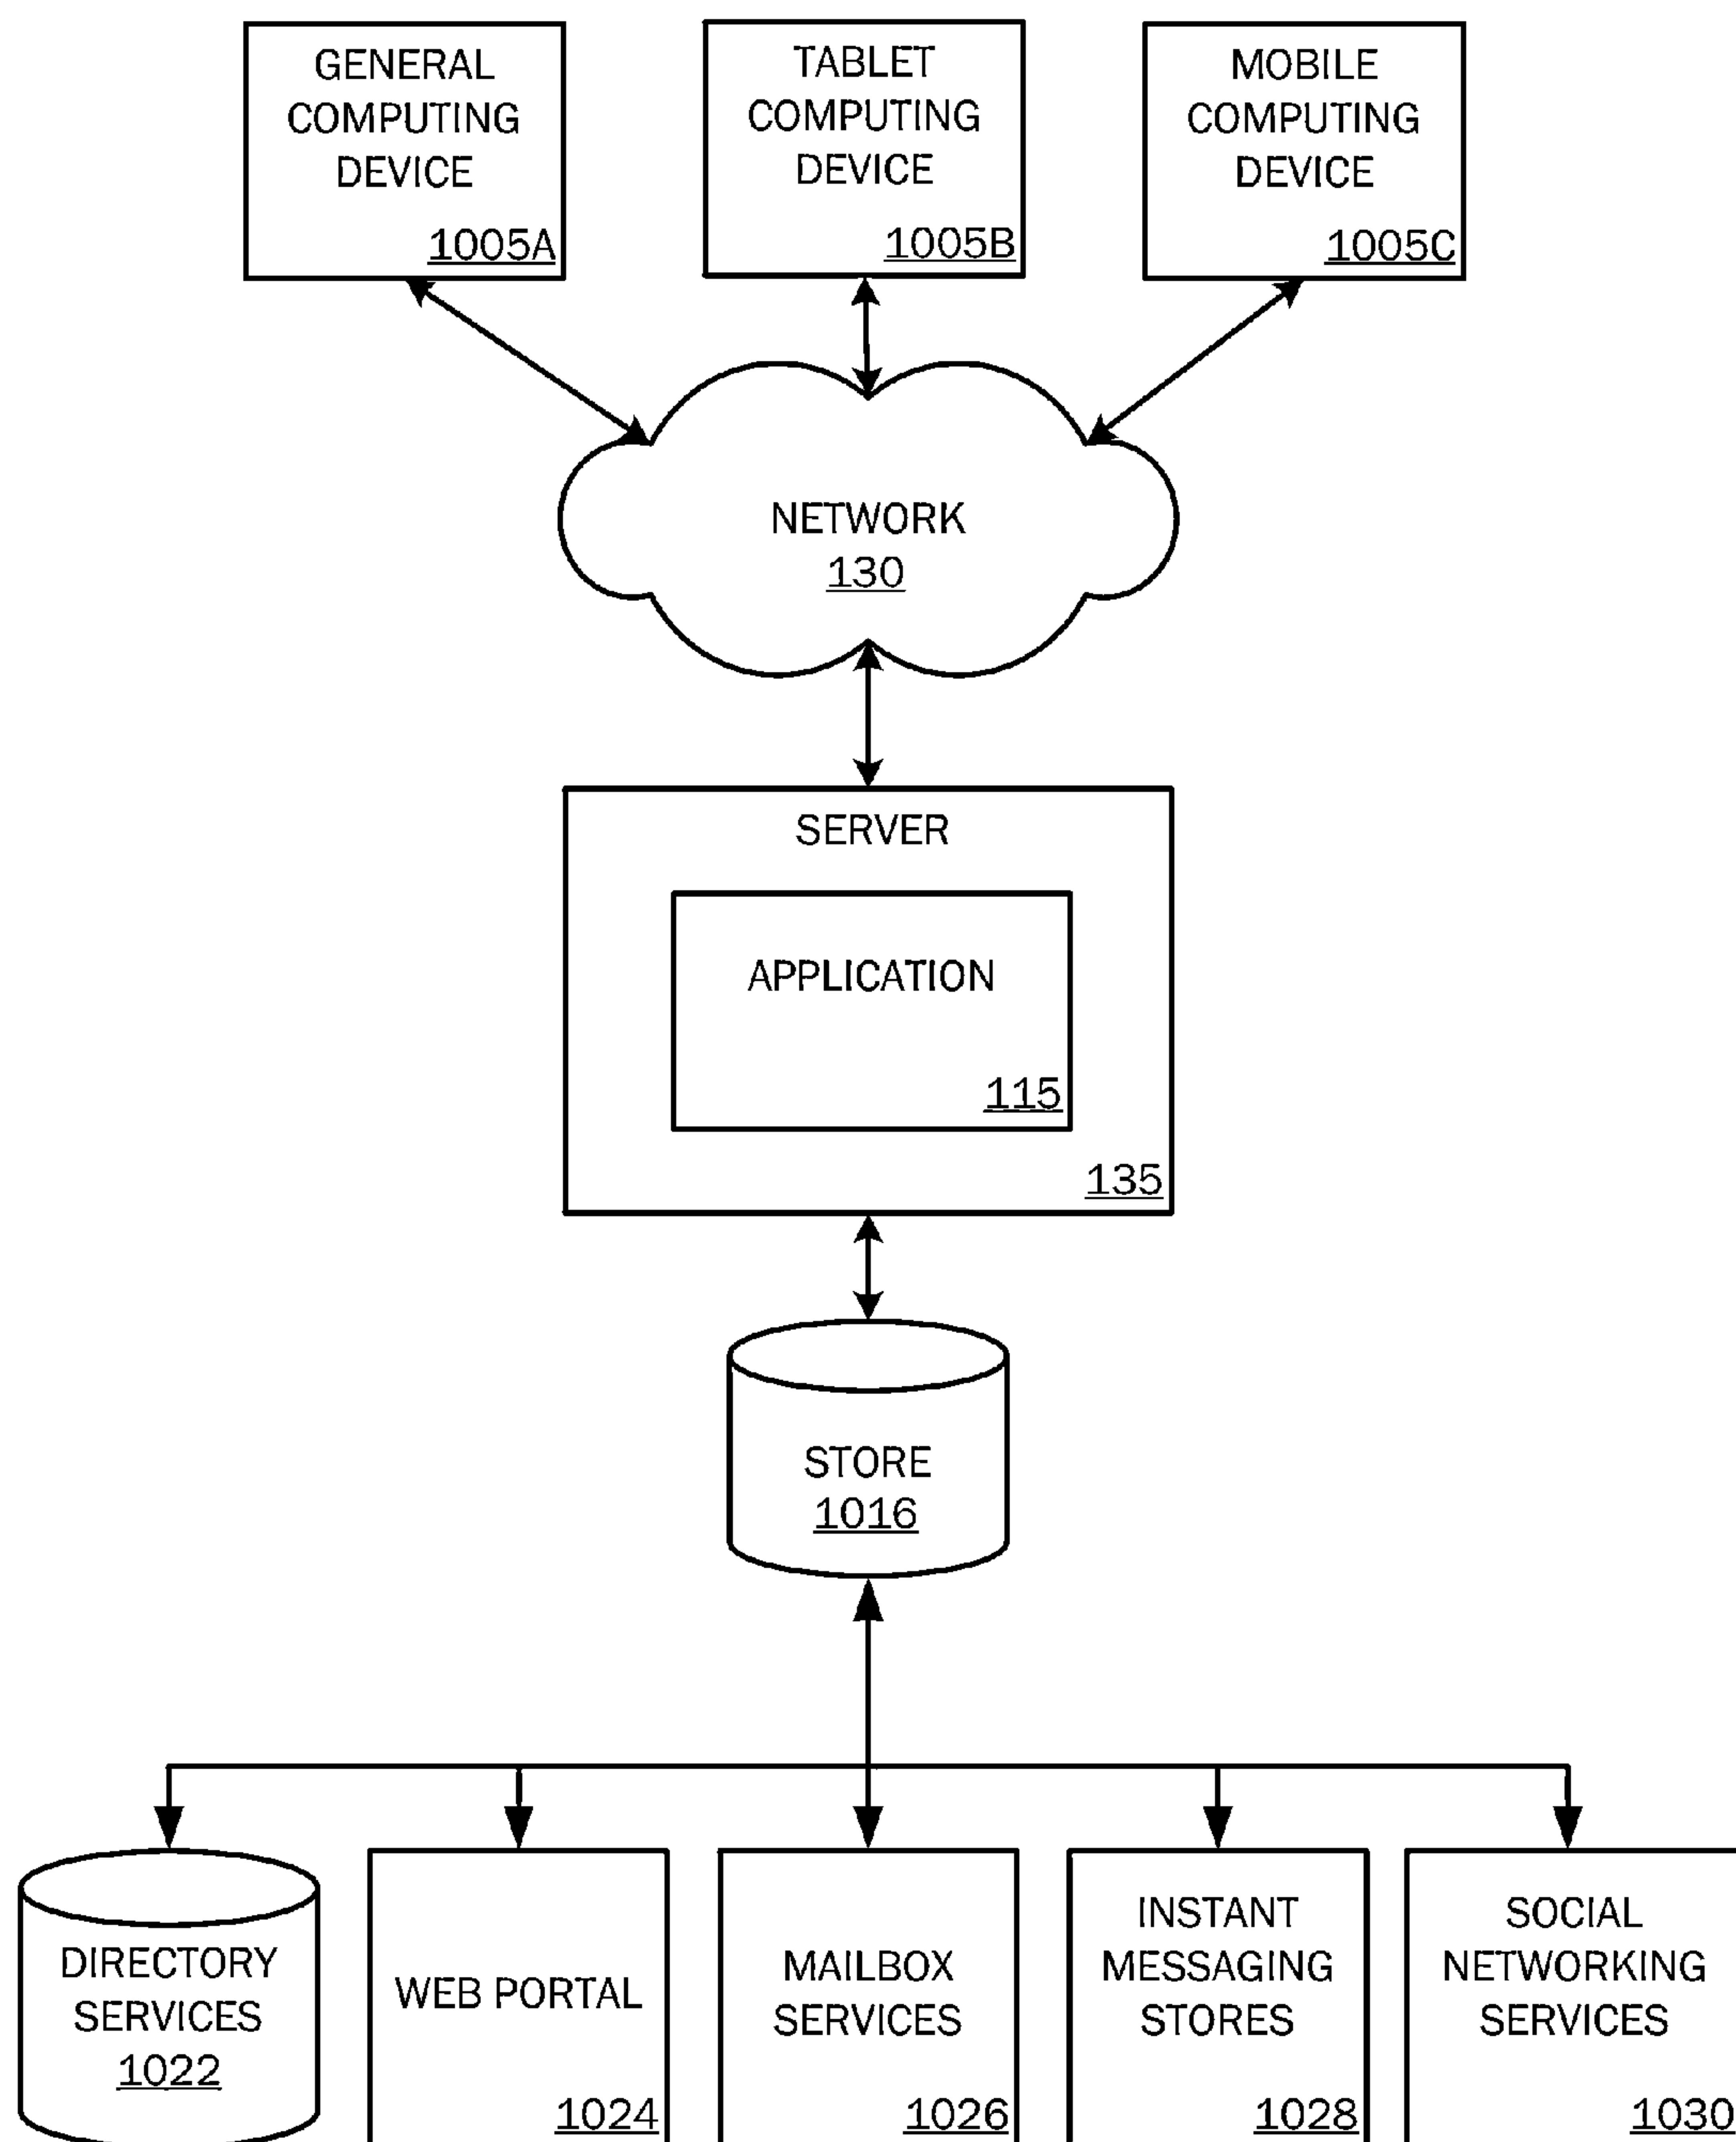 GENERAL
COMPUTING
DEVICE
1005A
TABLET
COMPUTING
DEVICE
1005B
MOBILE
COMPUTING
DEVICE
1005C
NETWORK
130
SERVER
APPLICATION
115
135
STORE
1016
DIRECTORY
SERVICES
1022
WEB PORTAL
1024
MAILBOX
SERVICES
1026
INSTANT
MESSAGING
STORES
1028
SOCIAL
NETWORKING
SERVICES
1030